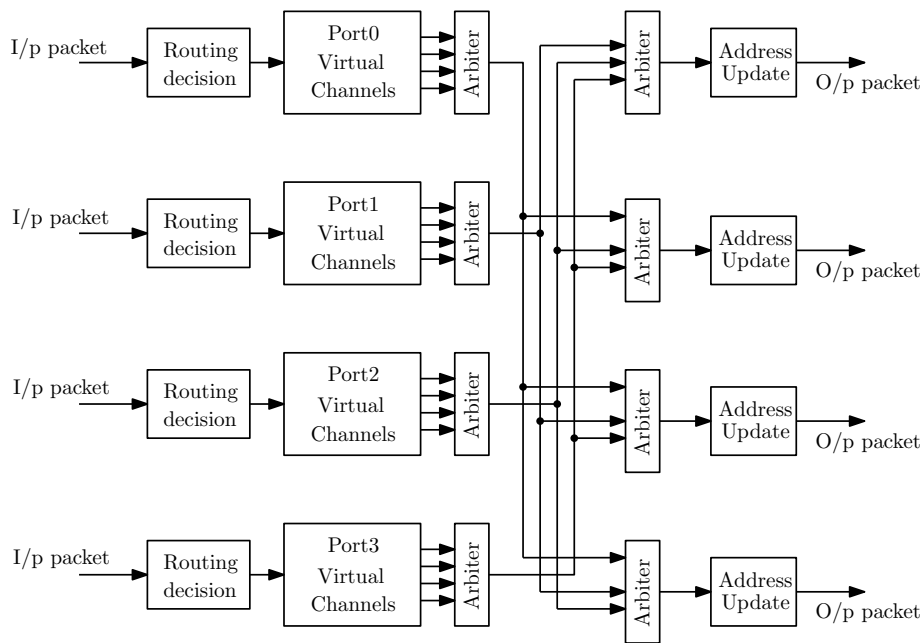 I/p packet
Routing
decision
Port0
Virtual
Channels
Arbiter
Arbiter
Address
Update
O/p packet
I/p packet
Routing
decision
Port1
Virtual
Channels
Arbiter
Arbiter
Address
Update
O/p packet
I/p packet
Routing
decision
Port2
Virtual
Channels
Arbiter
Arbiter
Address
Update
O/p packet
I/p packet
Routing
decision
Port3
Virtual
Channels
Arbiter
Arbiter
Address
Update
O/p packet